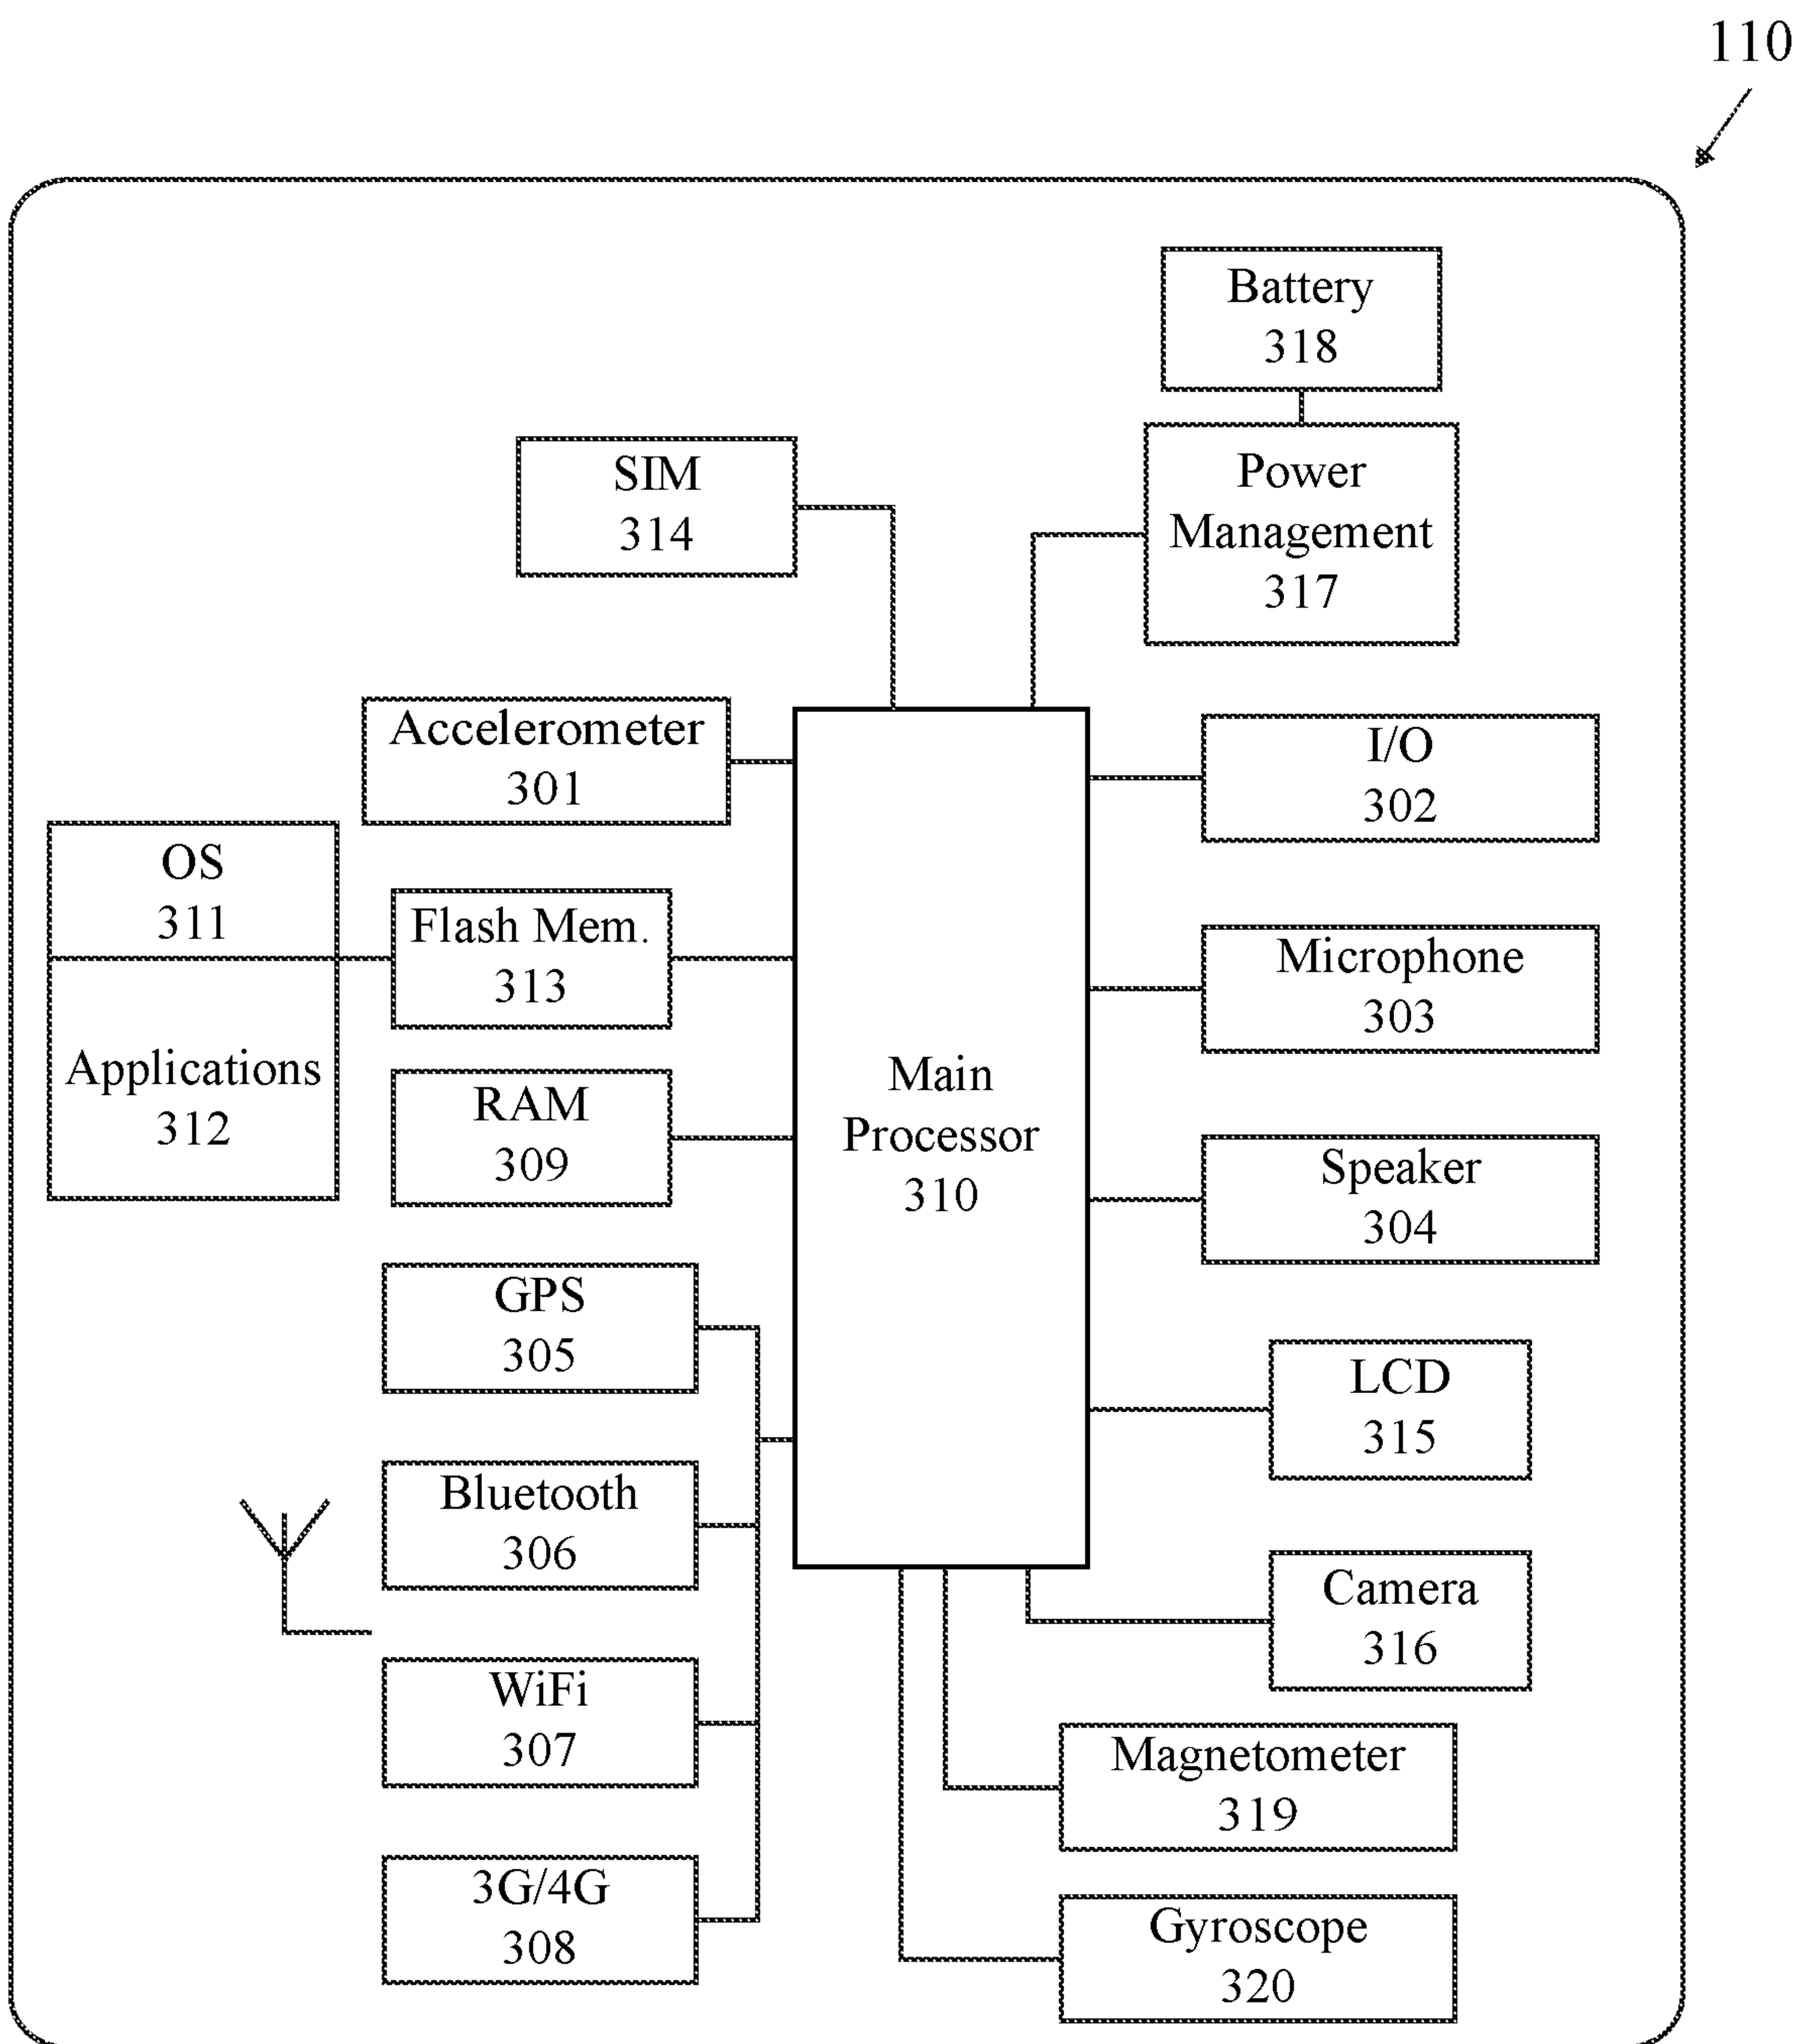 110
Battery
318
SIM
314
Power
Management
317
Accelerometer
301
I/O
302
OS
311
Flash Mem.
313
Microphone
303
Applications
312
RAM
309
Main
Processor
310
Speaker
304
GPS
305
LCD
315
Bluetooth
306
Camera
316
WiFi
307
Magnetometer
319
3G/4G
308
Gyroscope
320